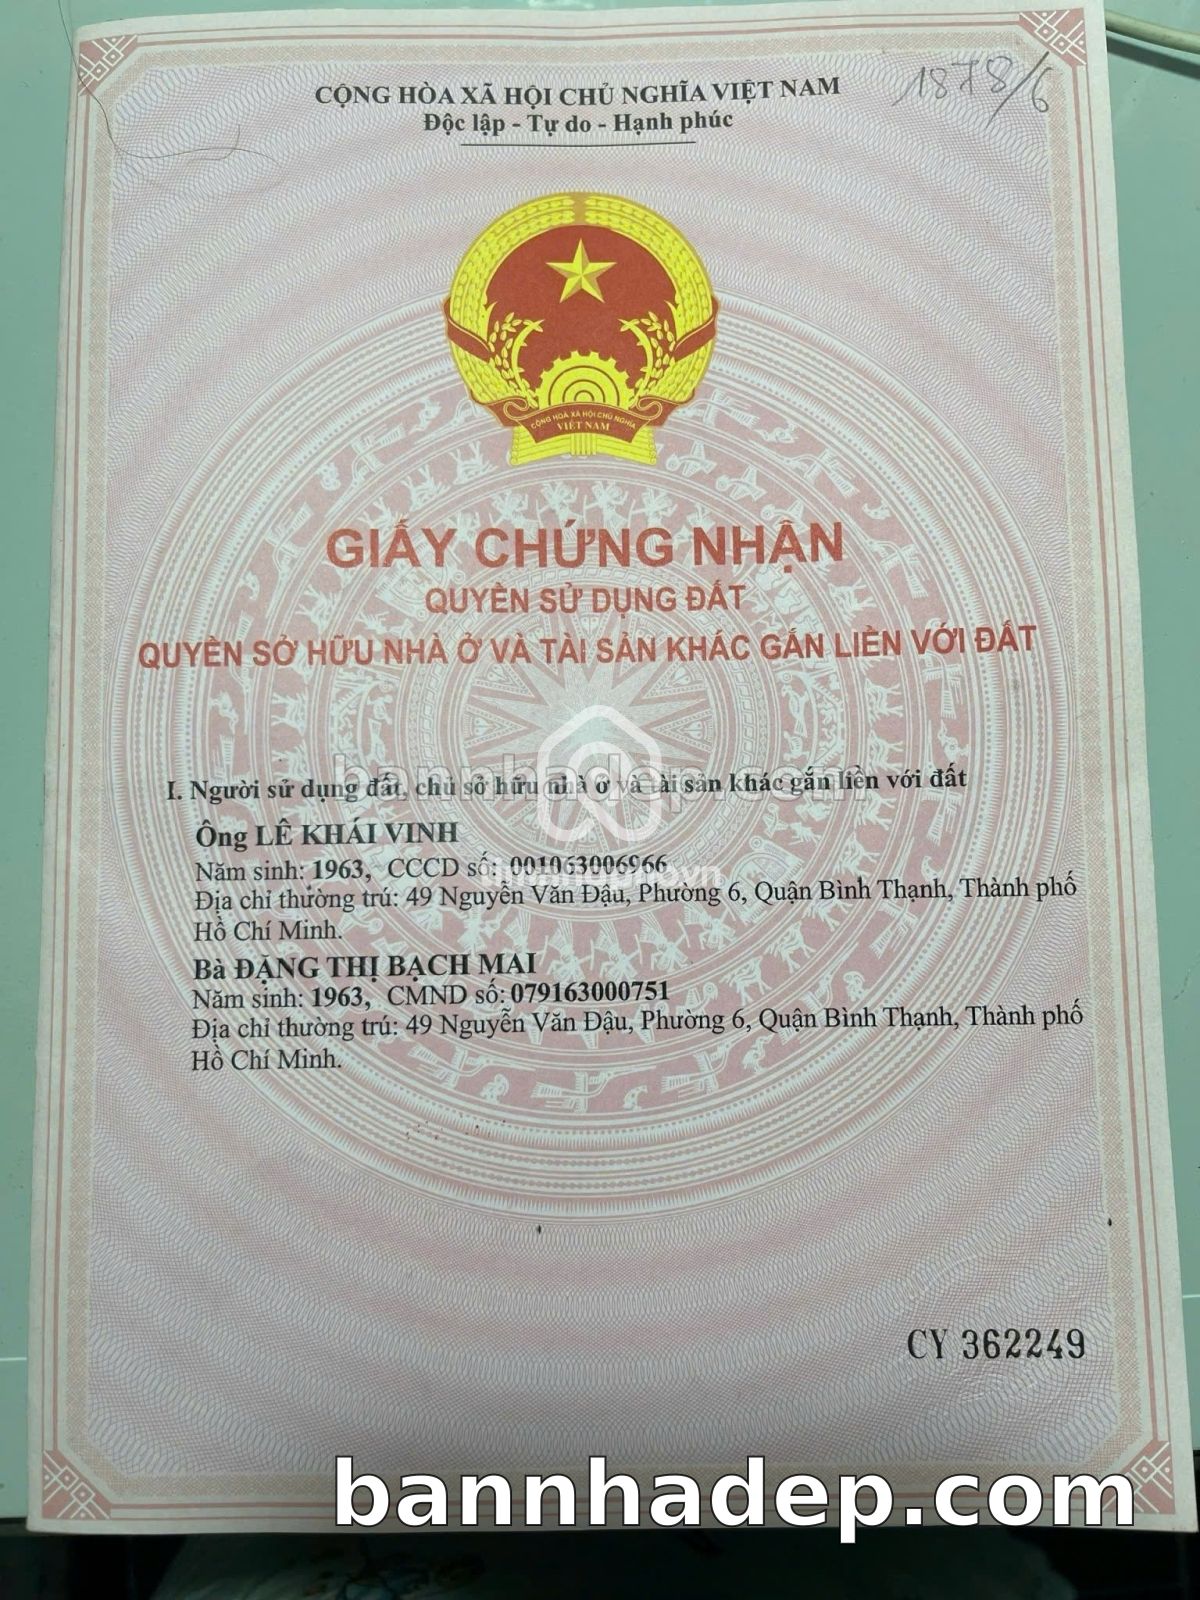 CỘNG HÒA XÃ HỘI CHỦ NGHĨA VIỆT NAM
Độc lập - Tự do - Hạnh phúc
18T8/6
CỘNG HOÀ XÃ HỘI CHỦ NGHĨA
VIỆT NAM
GIẤY CHỨNG NHẬN
QUYỀN SỬ DỤNG ĐẤT
QUYỀN SỞ HỮU NHÀ Ở VÀ TÀI SẢN KHÁC GẮN LIỀN VỚI ĐẤT
bannhadep.com
I. Người sử dụng đất, chủ sở hữu nhà ở và tài sản khác gắn liền với đất
Ông LÊ KHÁI VINH
Năm sinh: 1963, CCCD số: 001063006966
Địa chỉ thường trú: 49 Nguyễn Văn Đậu, Phường 6, Quận Bình Thạnh, Thành phố
Hồ Chí Minh.
Bà ĐẶNG THỊ BẠCH MAI
Năm sinh: 1963, CMND số: 079163000751
Địa chỉ thường trú: 49 Nguyễn Văn Đậu, Phường 6, Quận Bình Thạnh, Thành phố
Hồ Chí Minh.
CY 362249
bannhadep.com